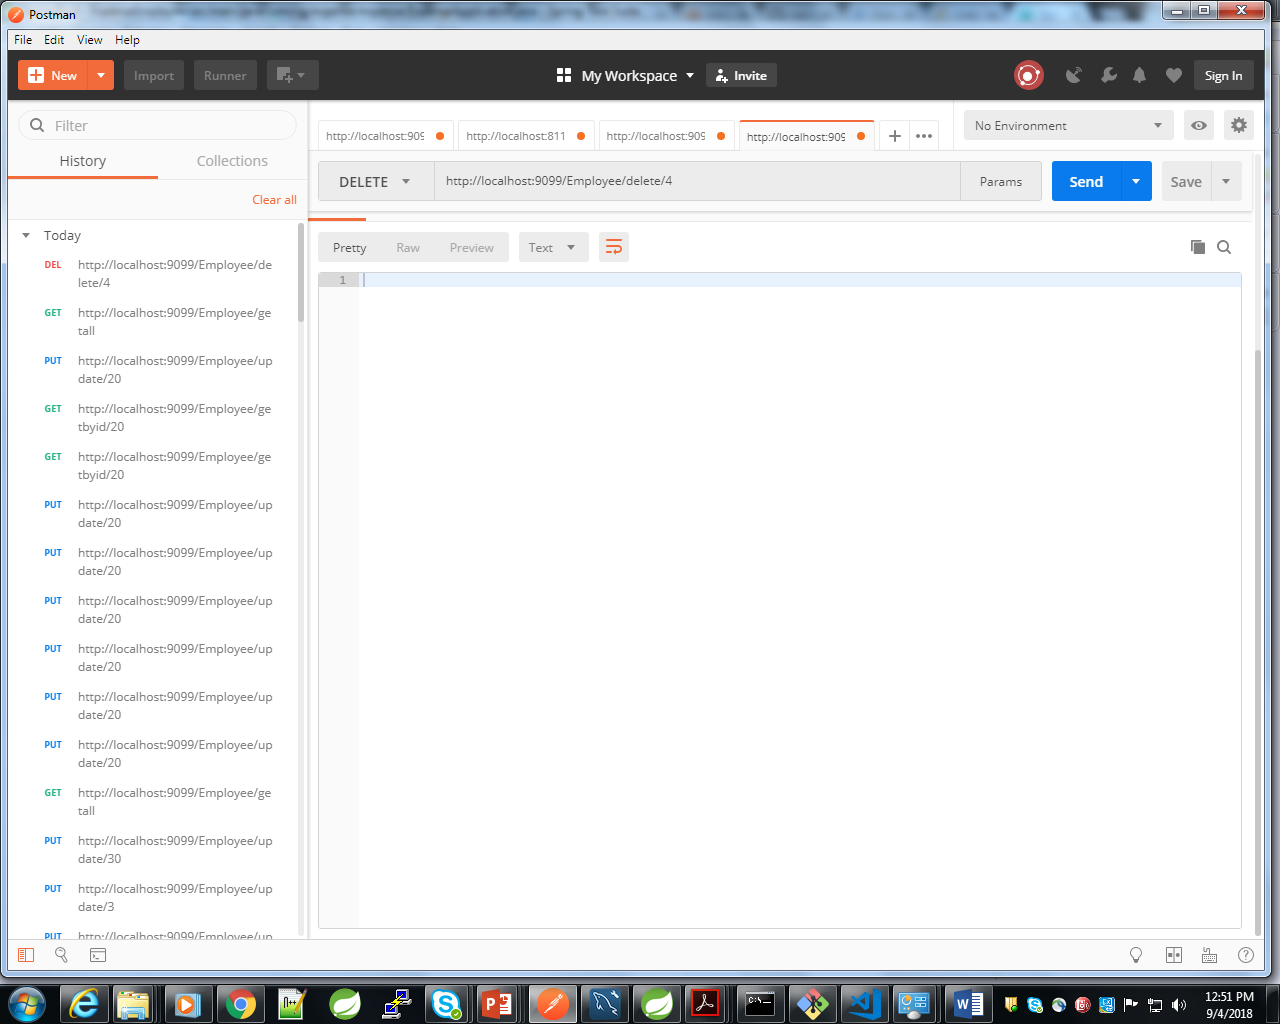 Postman
File Edit View Help
New Import Runner My Workspace Invite Sign In
Filter
History Collections
Clear all
Today
DEL http://localhost:9099/Employee/de
lete/4
GET http://localhost:9099/Employee/ge
tall
PUT http://localhost:9099/Employee/up
date/20
GET http://localhost:9099/Employee/ge
tbyid/20
GET http://localhost:9099/Employee/ge
tbyid/20
PUT http://localhost:9099/Employee/up
date/20
PUT http://localhost:9099/Employee/up
date/20
PUT http://localhost:9099/Employee/up
date/20
PUT http://localhost:9099/Employee/up
date/20
PUT http://localhost:9099/Employee/up
date/20
PUT http://localhost:9099/Employee/up
date/20
GET http://localhost:9099/Employee/ge
tall
PUT http://localhost:9099/Employee/up
date/30
PUT http://localhost:9099/Employee/up
date/3
PUT http://localhost:9099/Employee/up
http://localhost:909 http://localhost:811 http://localhost:909 http://localhost:909 No Environment
DELETE http://localhost:9099/Employee/delete/4 Params Send Save
Pretty Raw Preview Text
1
12:51 PM
9/4/2018